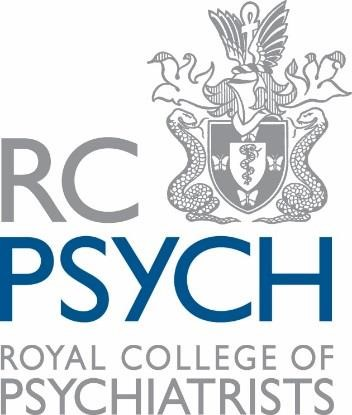 RC
PSYCH
ROYAL COLLEGE OF
PSYCHIATRISTS